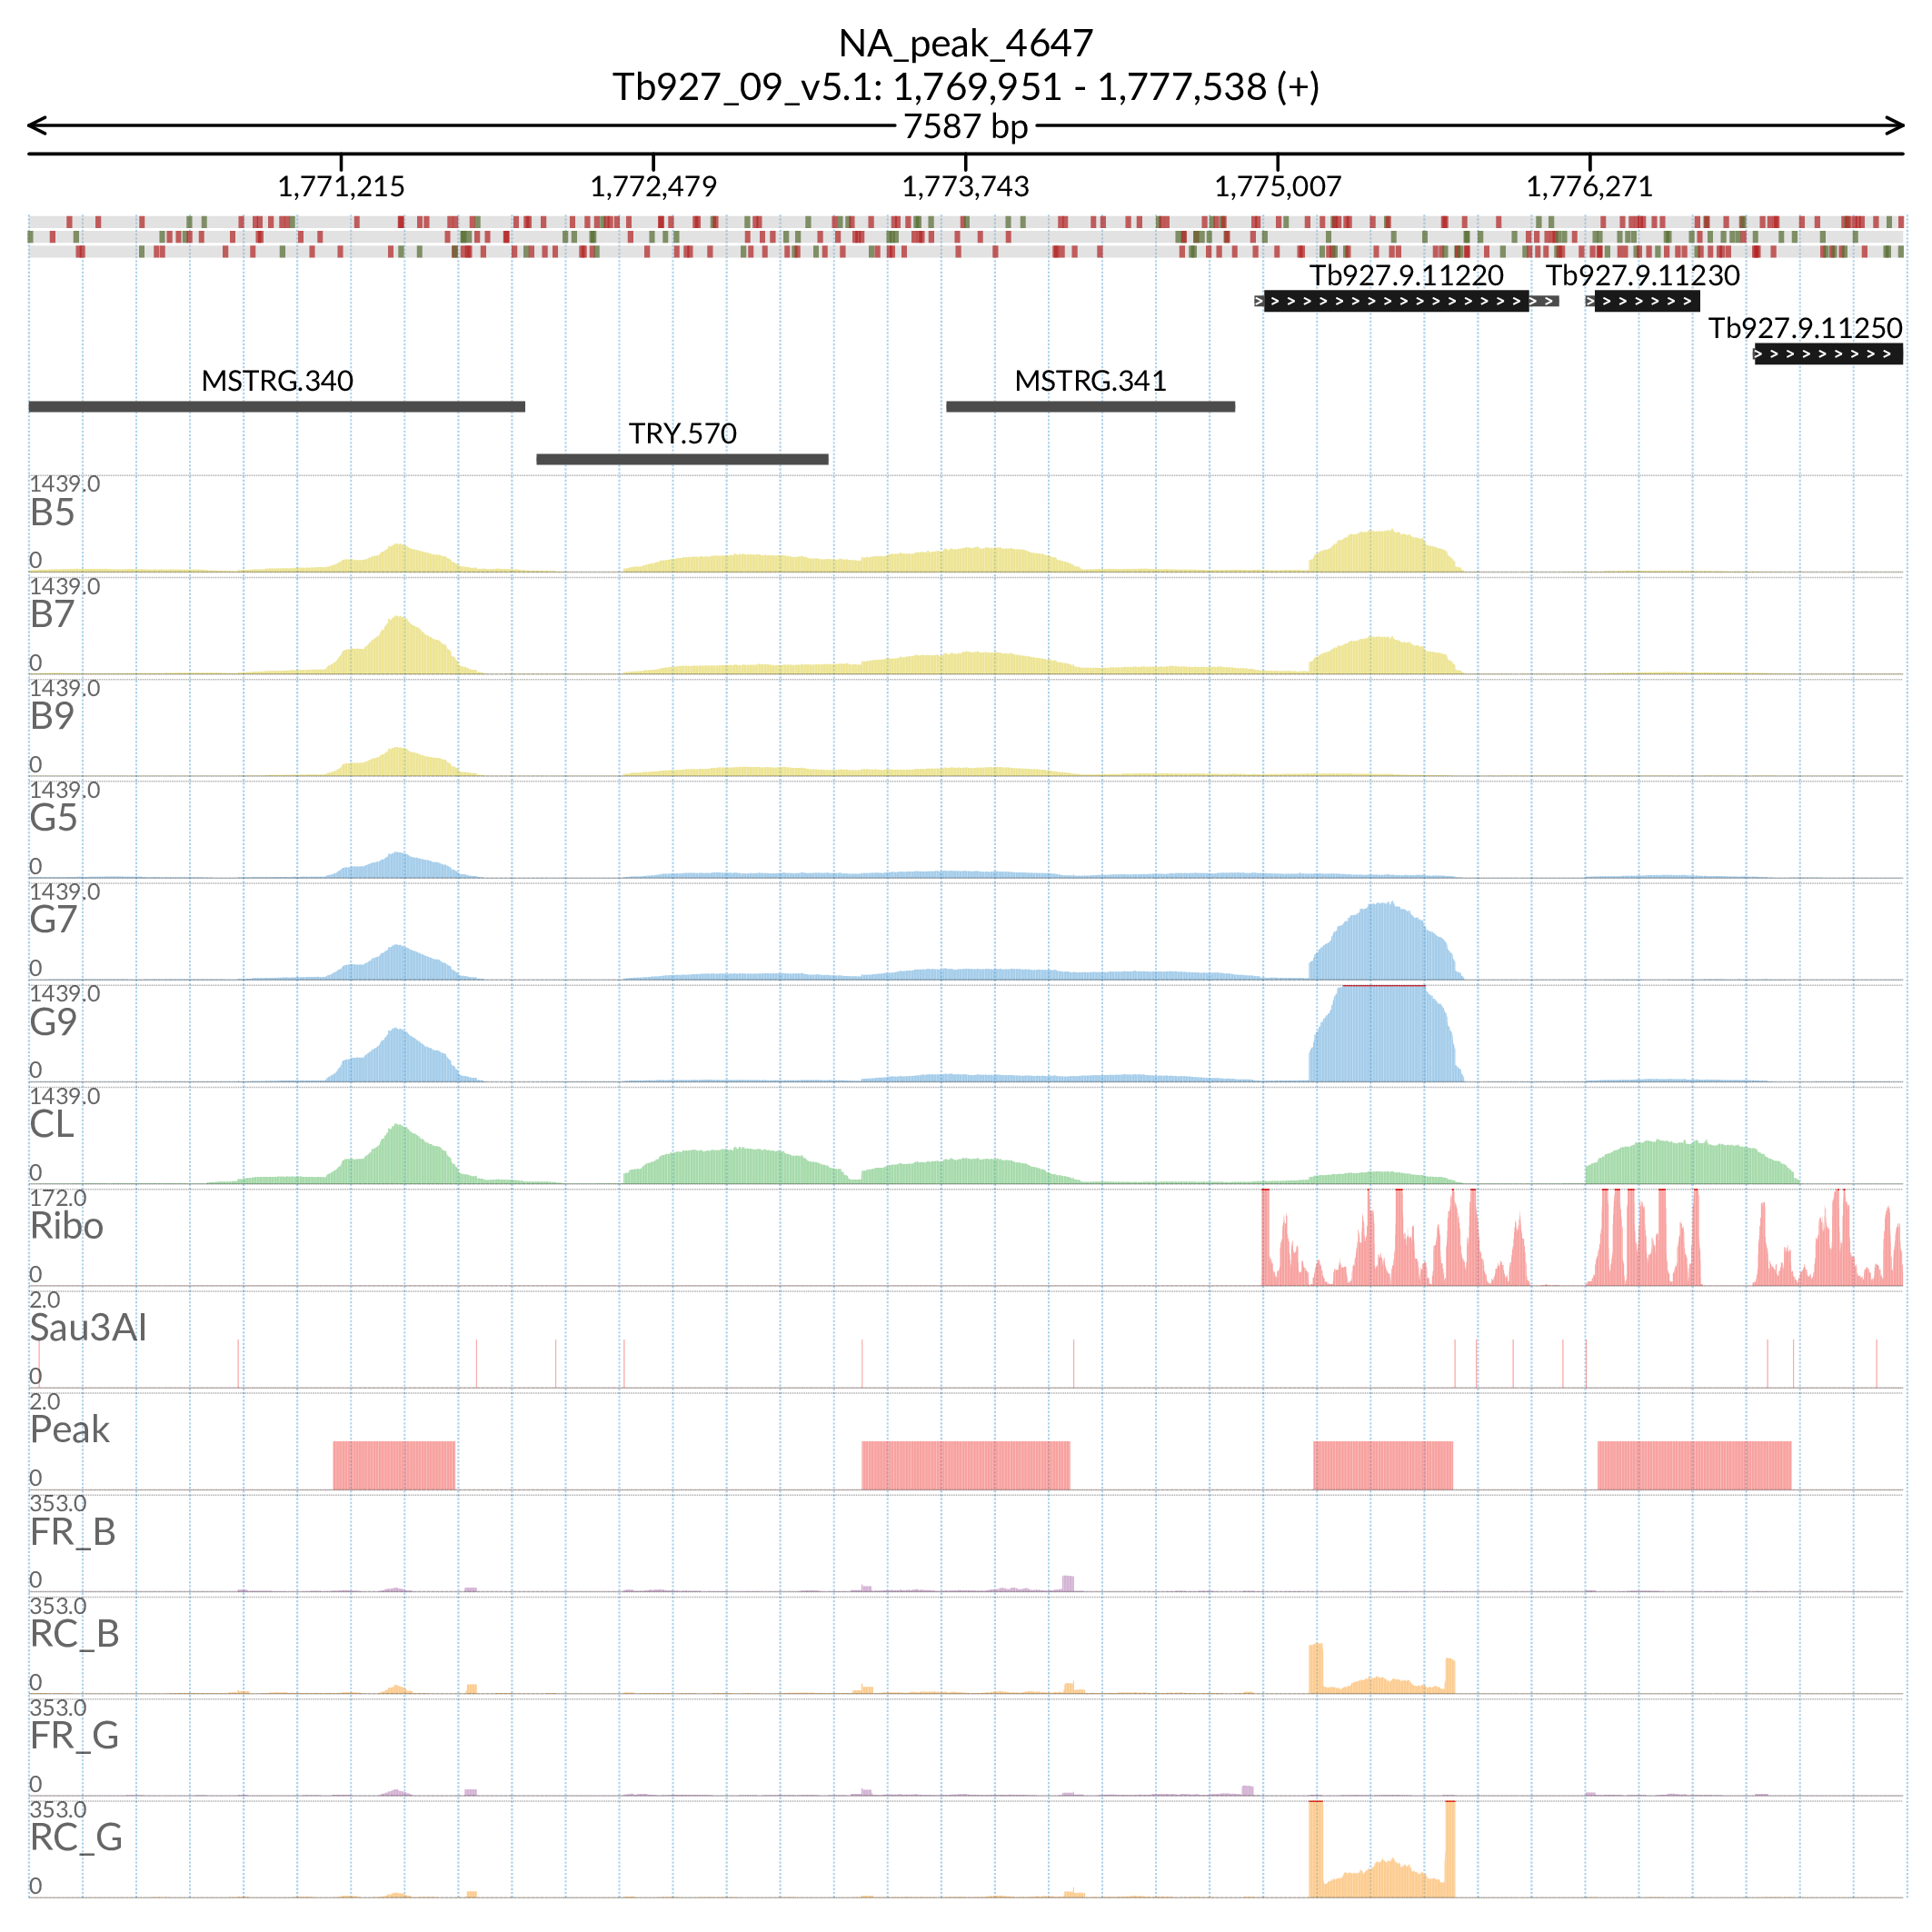 NA_peak_4647
Tb927_09_v5.1: 1,769,951 - 1,777,538 (+)
7587 bp
1,771,215 1,772,479 1,773,743 1,775,007 1,776,271
Tb927.9.11220 Tb927.9.11230
Tb927.9.11250
MSTRG.340 MSTRG.341
TRY.570
1439.0
B5
0
1439.0
B7
0
1439.0
B9
0
1439.0
G5
0
1439.0
G7
0
1439.0
G9
0
1439.0
CL
0
172.0
Ribo
0
2.0
Sau3AI
0
2.0
Peak
0
353.0
FR_B
0
353.0
RC_B
0
353.0
FR_G
0
353.0
RC_G
0